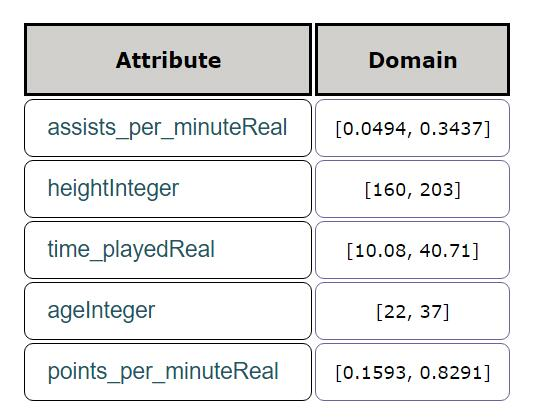 Attribute Domain
assists_per_minuteReal [0.0494, 0.3437]
heightInteger [160, 203]
time_playedReal [10.08, 40.71]
ageInteger [22, 37]
points_per_minuteReal [0.1593, 0.8291]